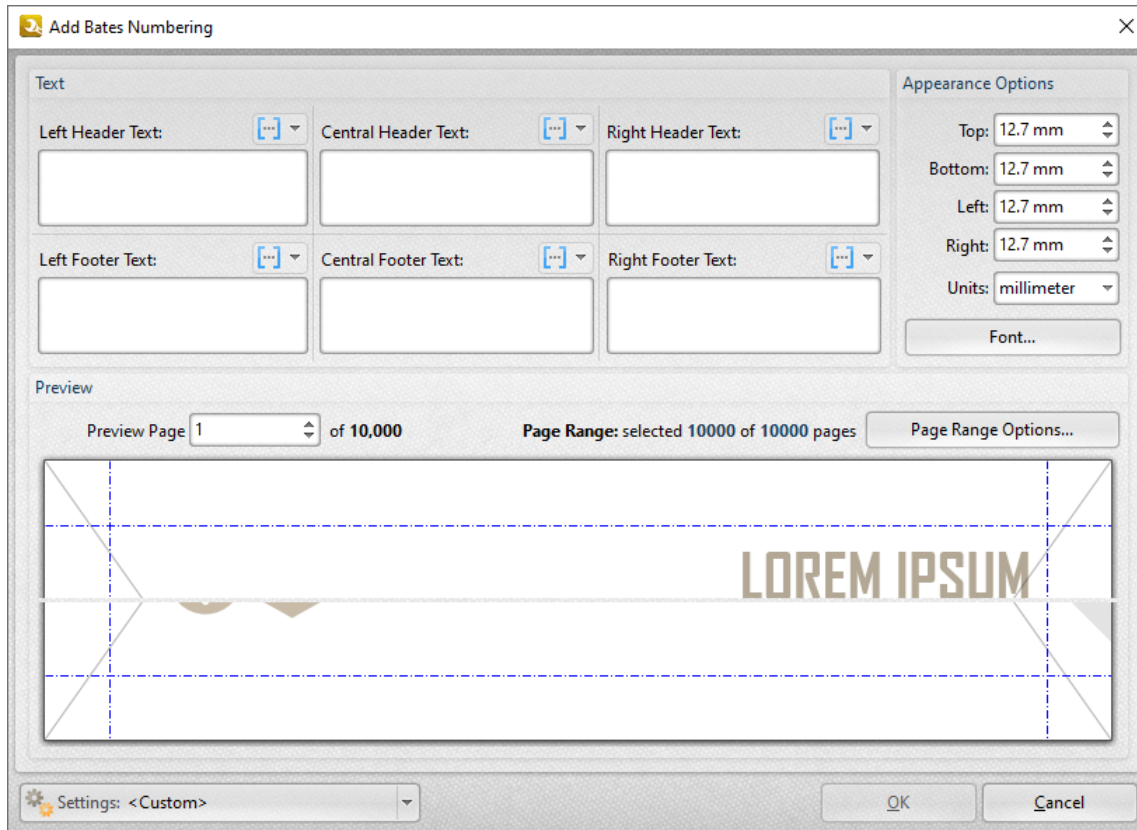 Add Bates Numbering
Text
Appearance Options
Left Header Text:
Central Header Text:
Right Header Text:
Top: 12.7 mm
Bottom: 12.7 mm
Left: 12.7 mm
Right: 12.7 mm
Left Footer Text:
Central Footer Text:
Right Footer Text:
Units: millimeter
Font...
Preview
Preview Page 1 of 10,000
Page Range: selected 10000 of 10000 pages
Page Range Options...
LOREM IPSUM
Settings: <Custom>
OK
Cancel